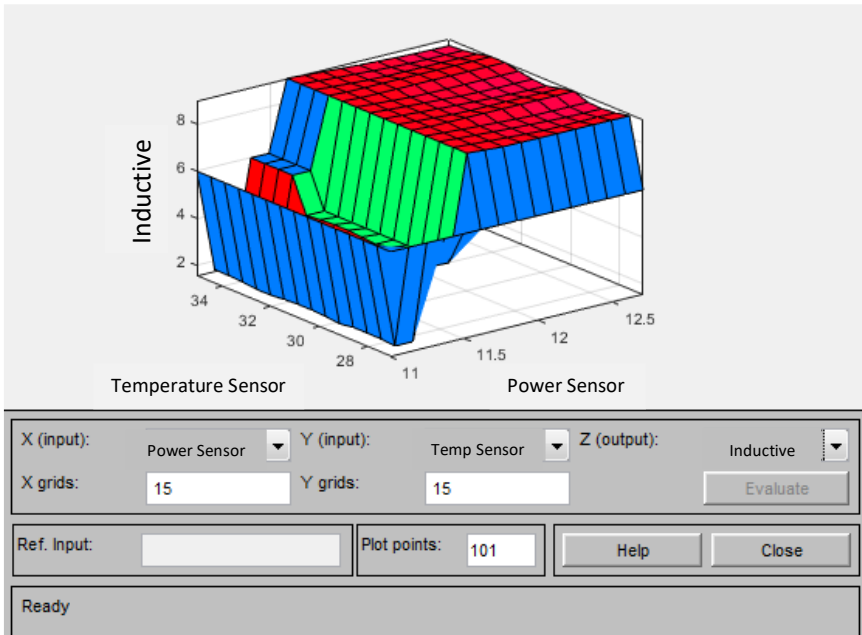 8
6
4
2
Inductive
34
32
30
28
11
11.5
12
12.5
Temperature Sensor
Power Sensor
X (input):
Power Sensor
Y (input):
Temp Sensor
Z (output):
Inductive
X grids:
15
Y grids:
15
Evaluate
Ref. Input:
Plot points:
101
Help
Close
Ready